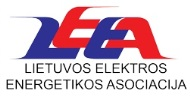 LEEA
LIETUVOS ELEKTROS
ENERGETIKOS ASOCIACIJA